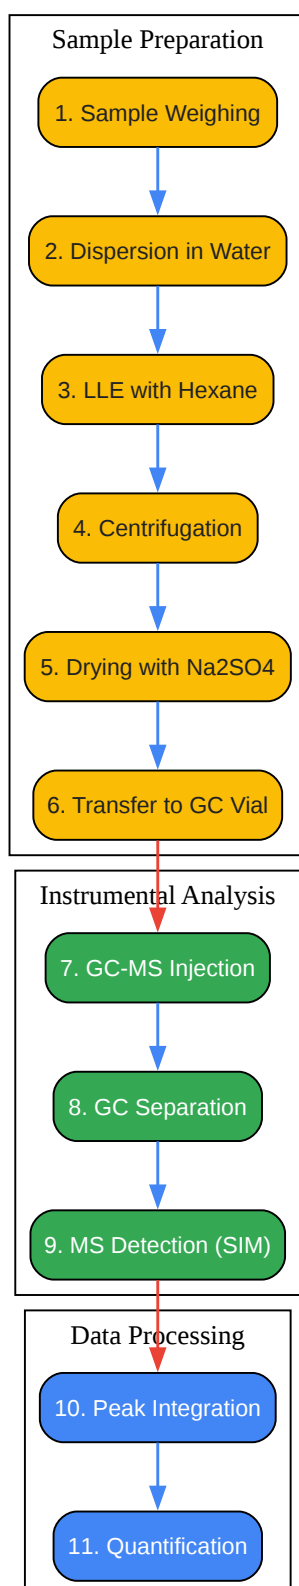 Sample Preparation
1. Sample Weighing
2. Dispersion in Water
3. LLE with Hexane
4. Centrifugation
5. Drying with Na2SO4
6. Transfer to GC Vial
Instrumental Analysis
7. GC-MS Injection
8. GC Separation
9. MS Detection (SIM)
Data Processing
10. Peak Integration
11. Quantification